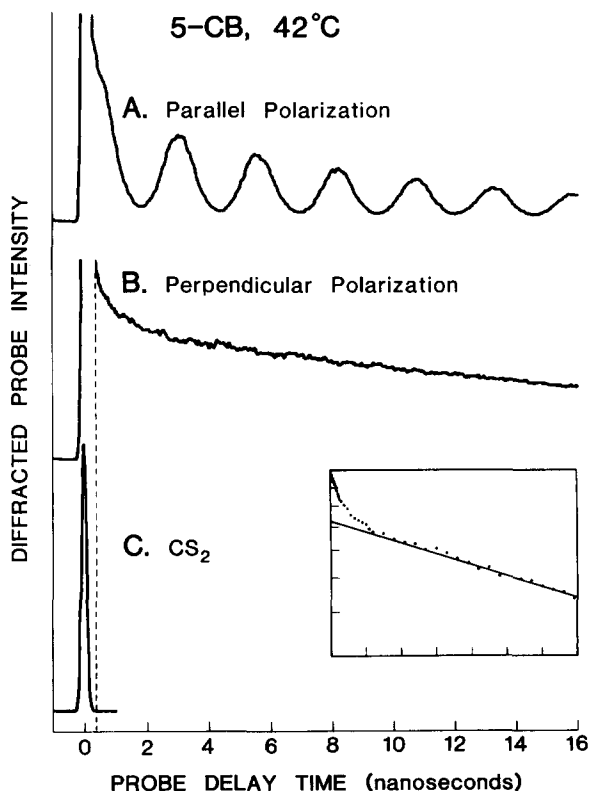 5-CB, 42°C
A. Parallel Polarization
B. Perpendicular Polarization
C. CS₂
DIFFRACTED PROBE INTENSITY
0 2 4 6 8 10 12 14 16
PROBE DELAY TIME (nanoseconds)